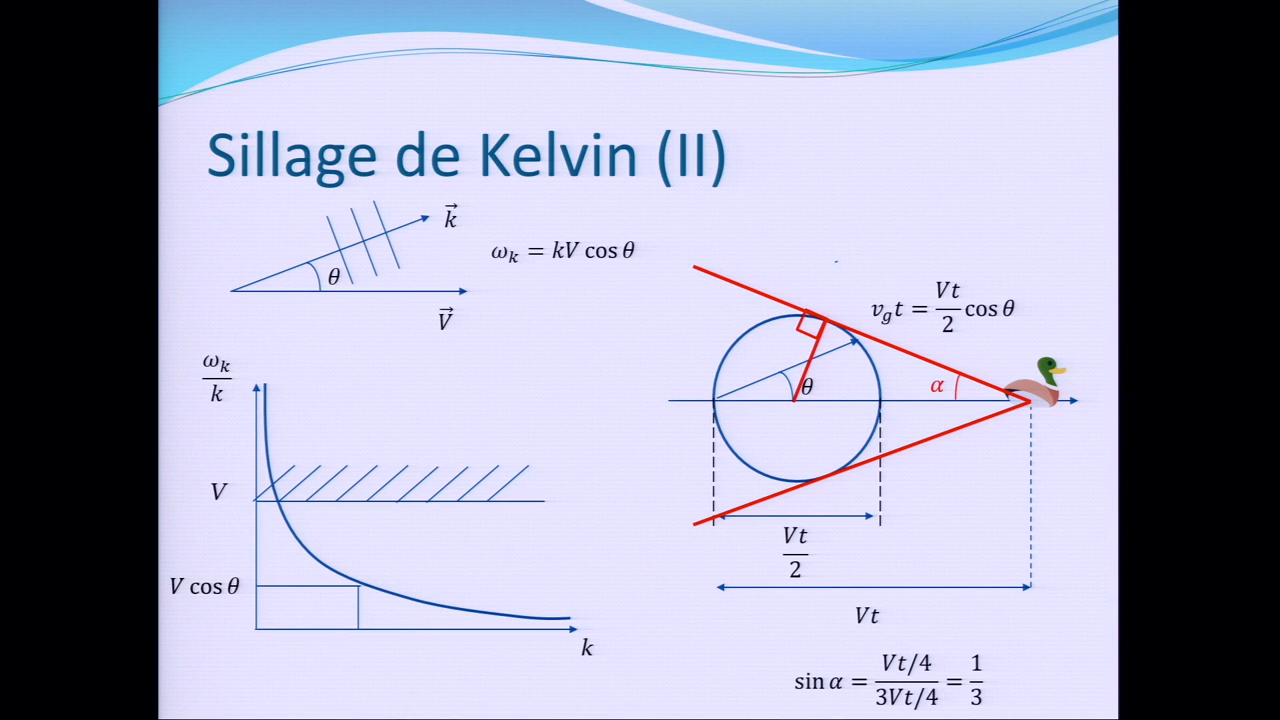 Sillage de Kelvin (II)
k⃗
θ
V⃗
ω_k = kV cos θ
ω_k/k
V
V cos θ
k
v_g t = Vt/2 cos θ
θ
α
Vt/2
Vt
sin α = (Vt/4)/(3Vt/4) = 1/3